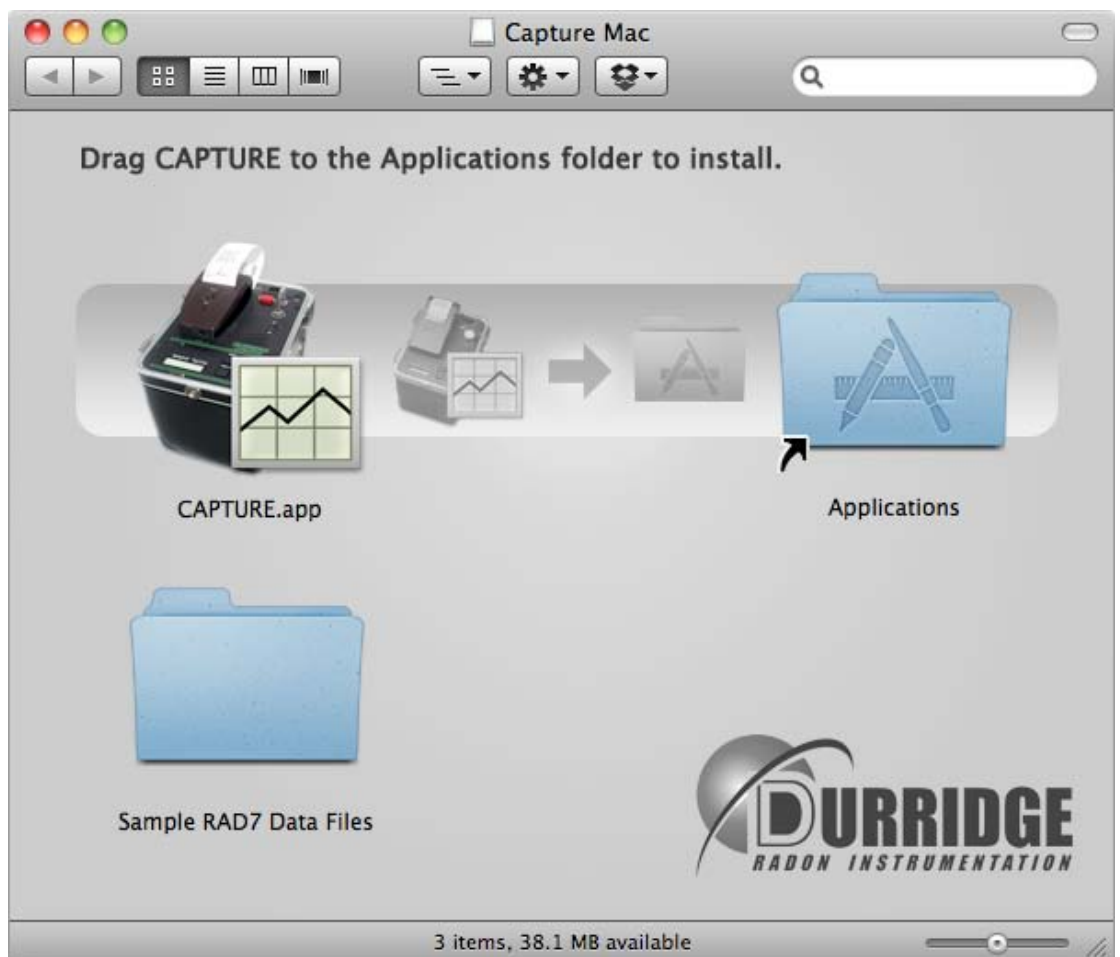 Capture Mac
Drag CAPTURE to the Applications folder to install.
CAPTURE.app
Applications
Sample RAD7 Data Files
DURRIDGE
RADON INSTRUMENTATION
3 items, 38.1 MB available